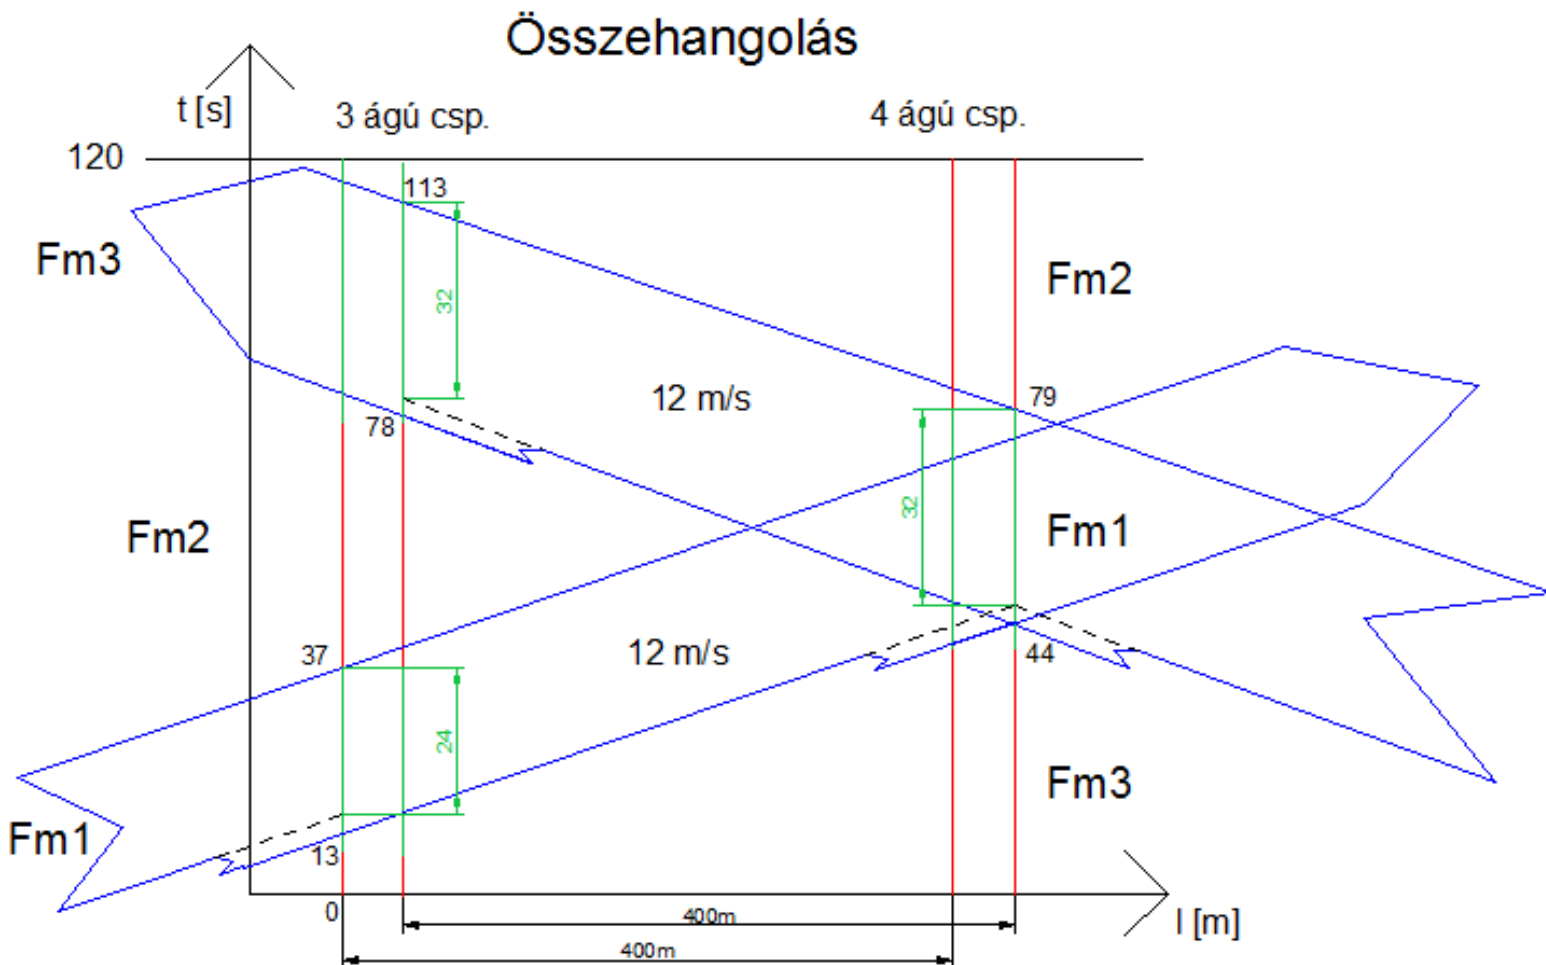 Összehangolás
t [s]
3 ágú csp.
4 ágú csp.
120
113
Fm3
Fm2
32
12 m/s
79
78
32
Fm2
Fm1
37
12 m/s
44
24
Fm3
Fm1
13
0
400m
l [m]
400m